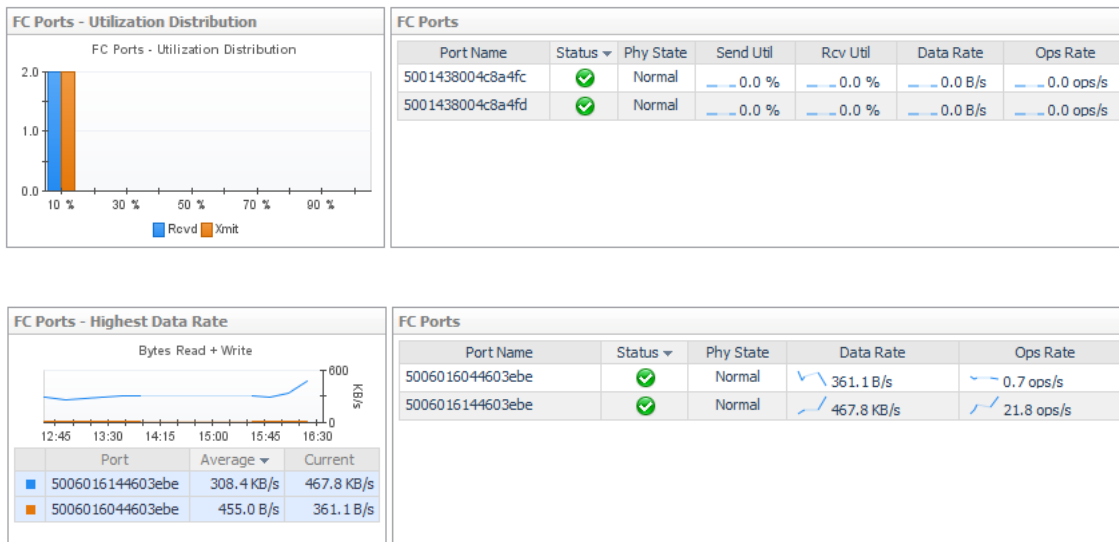 FC Ports - Utilization Distribution
FC Ports - Utilization Distribution
2.0
1.0
0.0
10 % 30 % 50 % 70 % 90 %
Rcvd Xmit
FC Ports
Port Name Status Phy State Send Util Rcv Util Data Rate Ops Rate
5001438004c8a4fc Normal 0.0 % 0.0 % 0.0 B/s 0.0 ops/s
5001438004c8a4fd Normal 0.0 % 0.0 % 0.0 B/s 0.0 ops/s
FC Ports - Highest Data Rate
Bytes Read + Write
600
KB/s
0
12:45 13:30 14:15 15:00 15:45 16:30
Port Average Current
5006016144603ebe 308.4 KB/s 467.8 KB/s
5006016044603ebe 455.0 B/s 361.1 B/s
FC Ports
Port Name Status Phy State Data Rate Ops Rate
5006016044603ebe Normal 361.1 B/s 0.7 ops/s
5006016144603ebe Normal 467.8 KB/s 21.8 ops/s